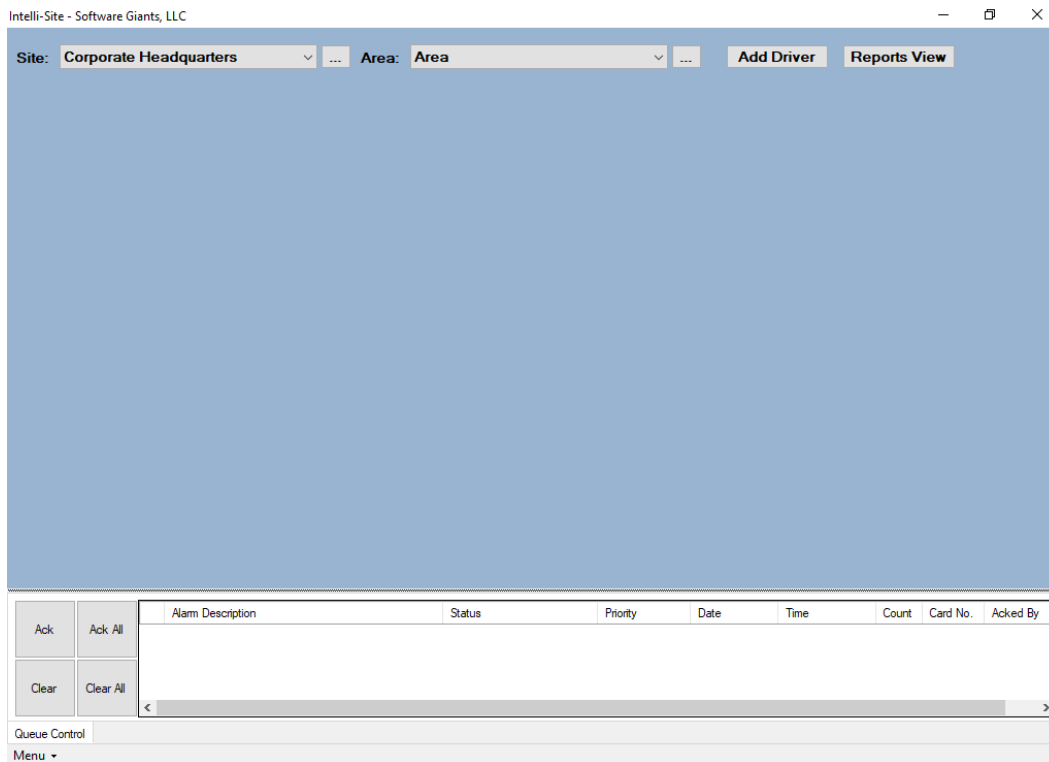 Intelli-Site - Software Giants, LLC
Site: Corporate Headquarters ... Area: Area ... Add Driver Reports View
Alarm Description Status Priority Date Time Count Card No. Acked By
Ack Ack All
Clear Clear All
Queue Control
Menu